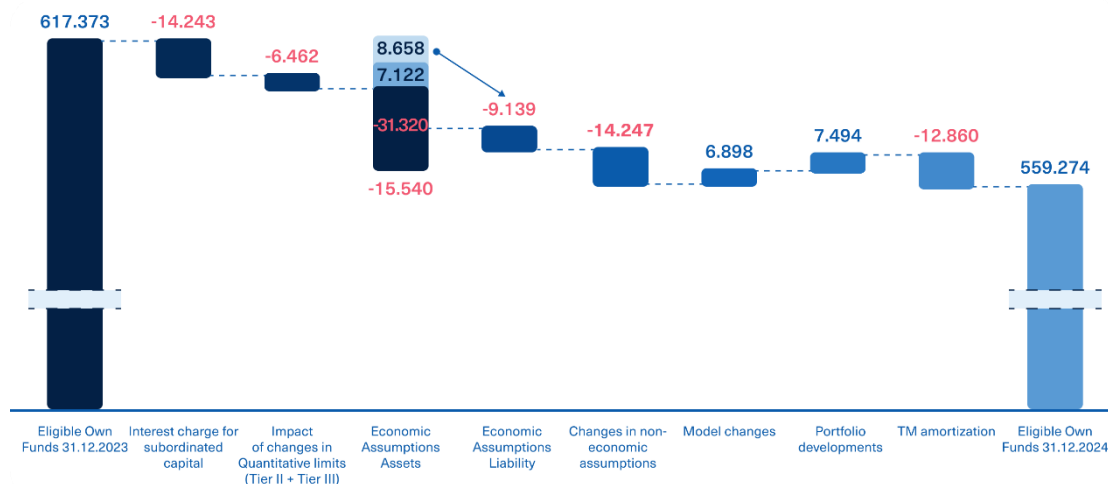 617.373
-14.243
-6.462
8.658
7.122
-31.320
-15.540
-9.139
-14.247
6.898
7.494
-12.860
559.274
Eligible Own
Funds 31.12.2023
Interest charge for
subordinated
capital
Impact
of changes in
Quantitative limits
(Tier II + Tier III)
Economic
Assumptions
Assets
Economic
Assumptions
Liability
Changes in non-
economic
assumptions
Model changes
Portfolio
developments
TM amortization
Eligible Own
Funds 31.12.2024